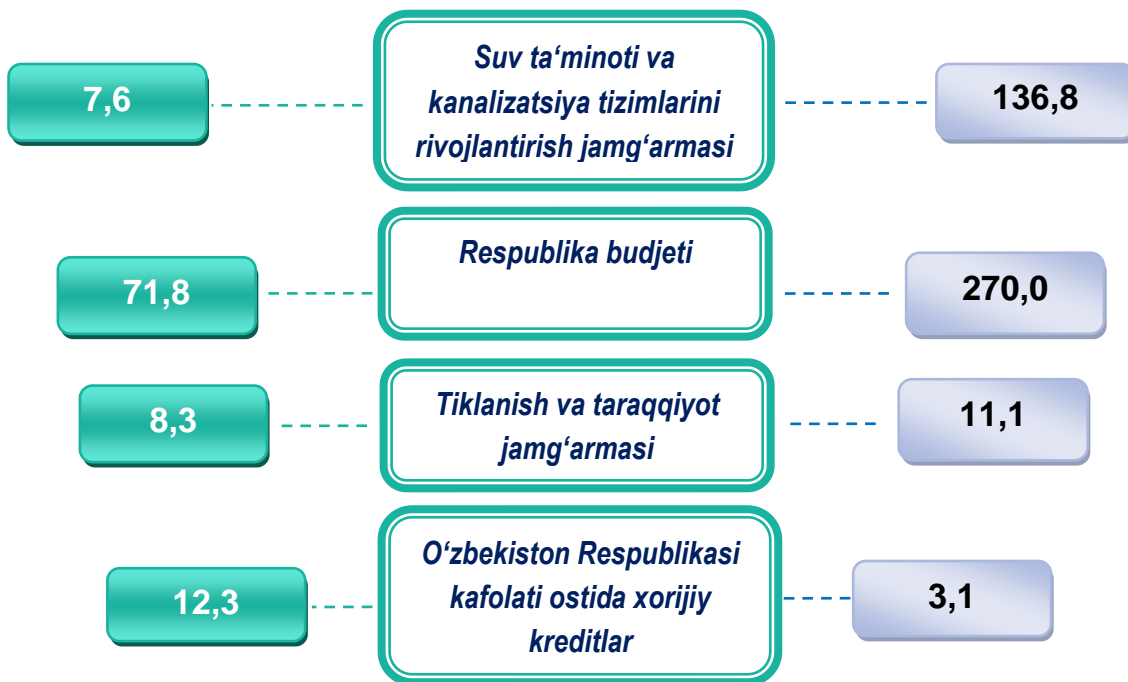 7,6
Suv ta‘minoti va
kanalizatsiya tizimlarini
rivojlantirish jamg‘armasi
136,8
71,8
Respublika budjeti
270,0
8,3
Tiklanish va taraqqiyot
jamg‘armasi
11,1
12,3
O‘zbekiston Respublikasi
kafolati ostida xorijiy
kreditlar
3,1